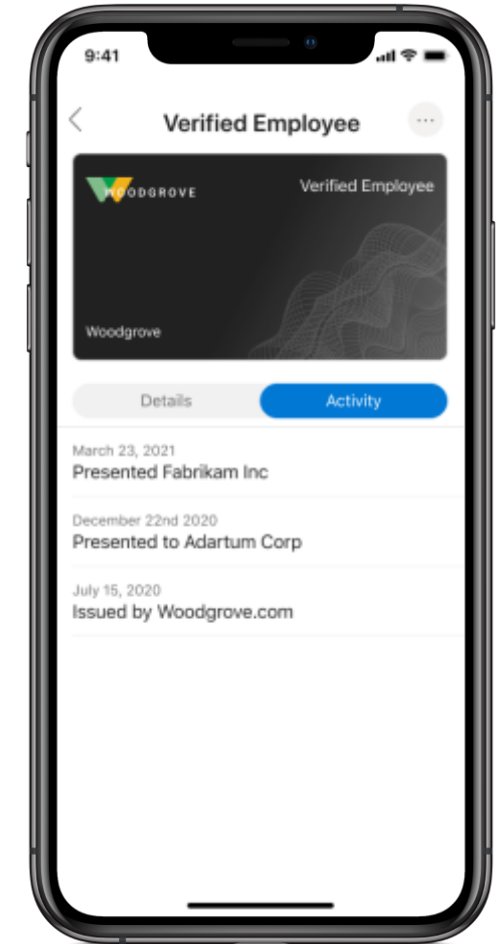 9:41
Verified Employee
WOODGROVE
Verified Employee
Woodgrove
Details
Activity
March 23, 2021
Presented Fabrikam Inc
December 22nd 2020
Presented to Adartum Corp
July 15, 2020
Issued by Woodgrove.com